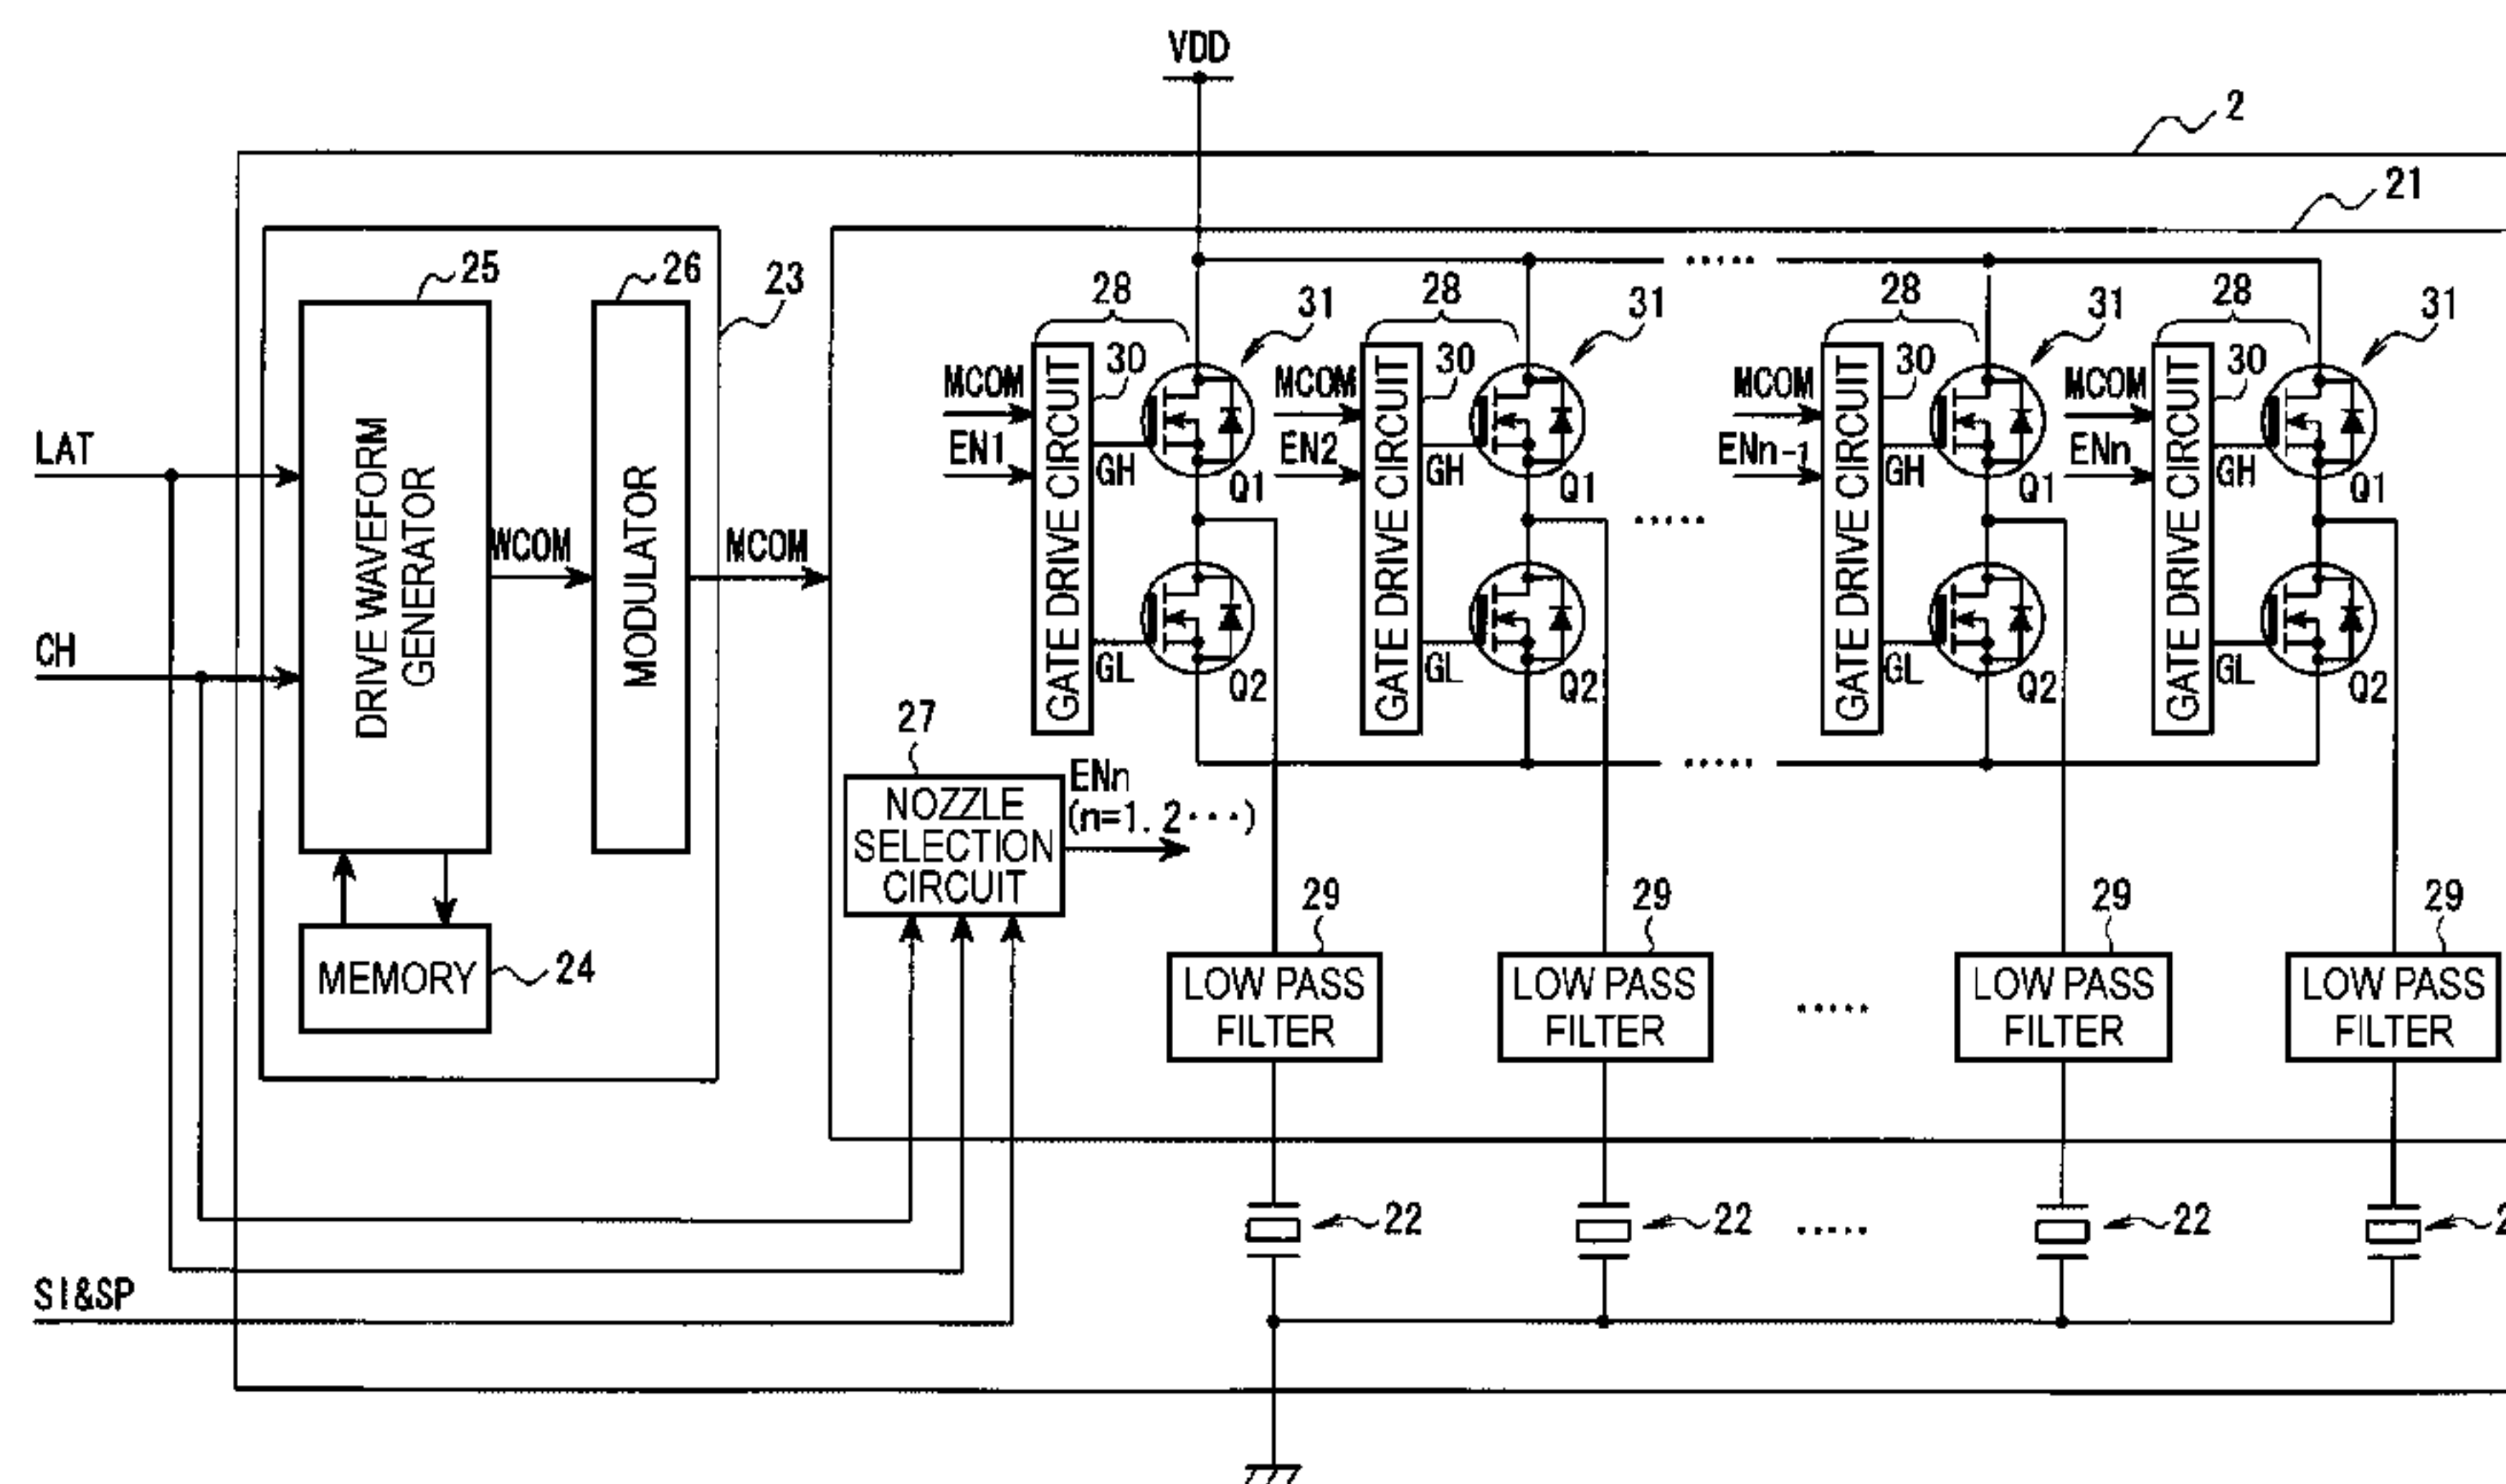 VDD
2
21
25
26
23
28
31
28
31
28
31
28
31
30
30
30
30
MCOM
MCOM
MCOM
MCOM
EN1
EN2
ENn-1
ENn
GATE DRIVE CIRCUIT
GATE DRIVE CIRCUIT
GATE DRIVE CIRCUIT
GATE DRIVE CIRCUIT
GH
GH
GH
GH
Q1
Q1
Q1
Q1
LAT
CH
DRIVE WAVEFORM
GENERATOR
WCOM
MODULATOR
MCOM
GL
GL
GL
GL
Q2
Q2
Q2
Q2
27
NOZZLE
SELECTION
CIRCUIT
ENn
(n=1.2···)
MEMORY
24
29
29
29
29
LOW PASS
FILTER
LOW PASS
FILTER
LOW PASS
FILTER
LOW PASS
FILTER
22
22
22
SI&SP